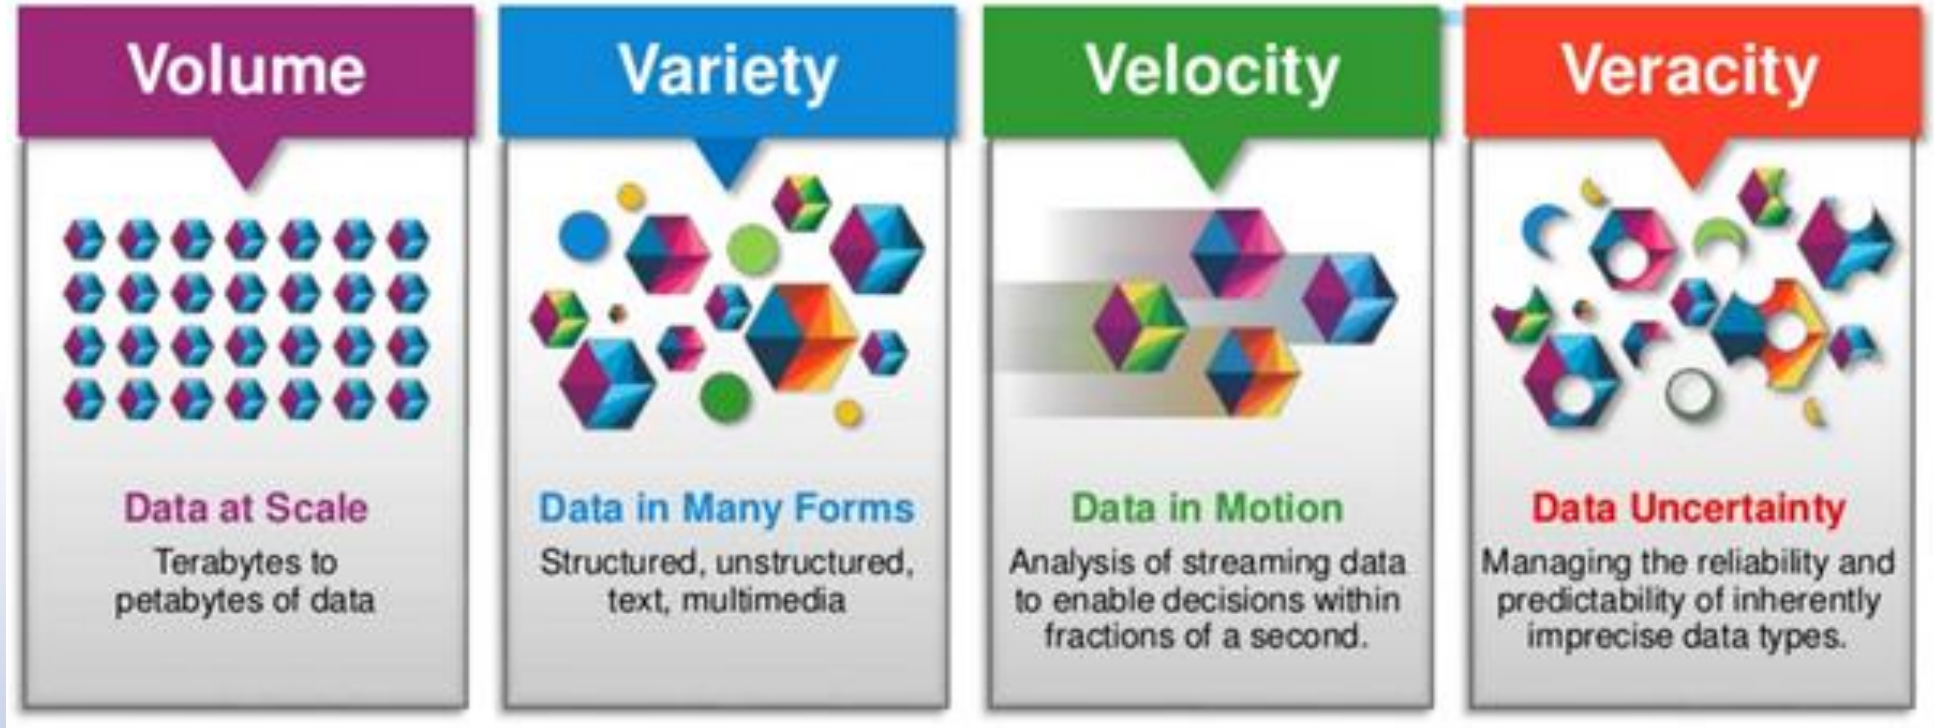 Volume
Data at Scale
Terabytes to
petabytes of data
Variety
Data in Many Forms
Structured, unstructured,
text, multimedia
Velocity
Data in Motion
Analysis of streaming data
to enable decisions within
fractions of a second.
Veracity
Data Uncertainty
Managing the reliability and
predictability of inherently
imprecise data types.